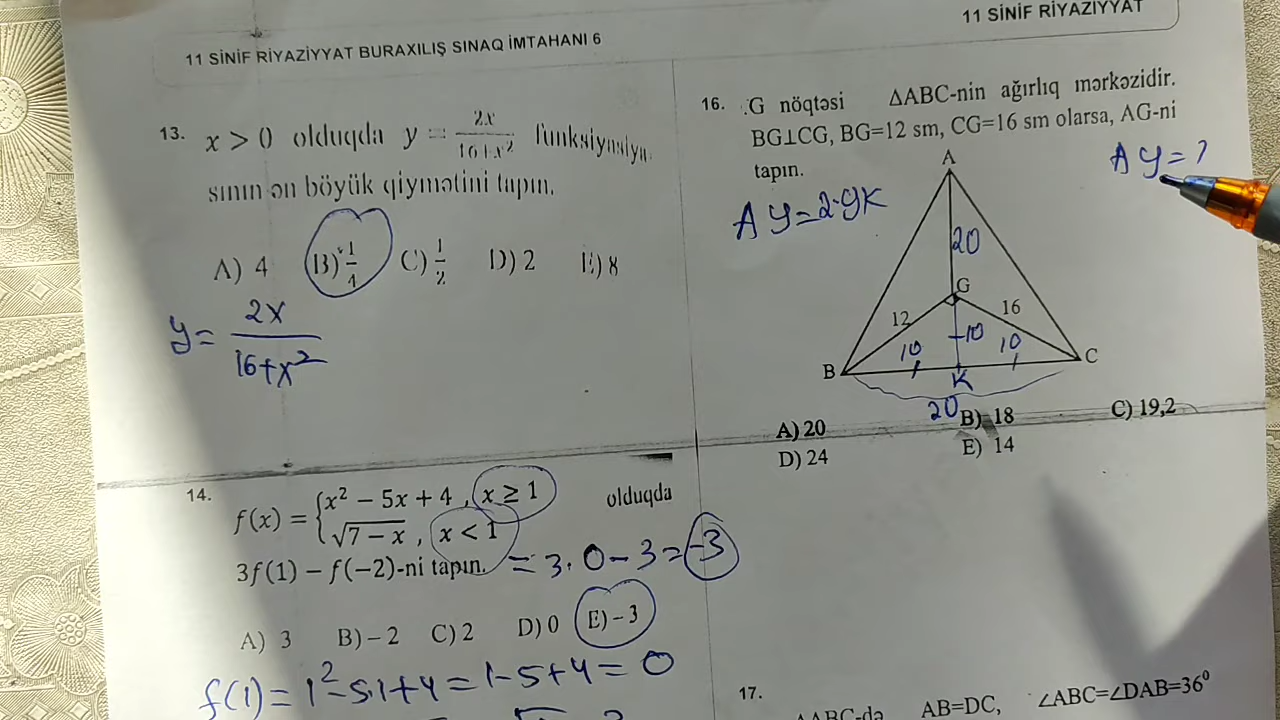 11 SİNİF RİYAZİYYAT BURAXILIŞ SINAQ İMTAHANI 6
11 SİNİF RİYAZİYYAT
13. x > 0 olduqda y = 2x/(16+x²) funksiyasının
sının ən böyük qiymətini tapın.
A) 4 B) 1/4 C) 1/2 D) 2 E) 8
y = 2x/(16+x²)
14. f(x) = { x² − 5x + 4 , x ≥ 1 olduqda
√(7 − x) , x < 1
3f(1) − f(−2)-ni tapın. = 3·0−3=−3
A) 3 B) − 2 C) 2 D) 0 E) − 3
f(1) = 1²−5·1+4 = 1−5+4 = 0
16. G nöqtəsi ΔABC-nin ağırlıq mərkəzidir.
BG⊥CG, BG=12 sm, CG=16 sm olarsa, AG-ni
tapın.
Ay=?
Ay=2·yK
A
20
G
12
16
10
10
10
B
K
C
20
A) 20 B) 18 C) 19,2
D) 24 E) 14
17. ΔABC-də AB=DC, ∠ABC=∠DAB=36⁰